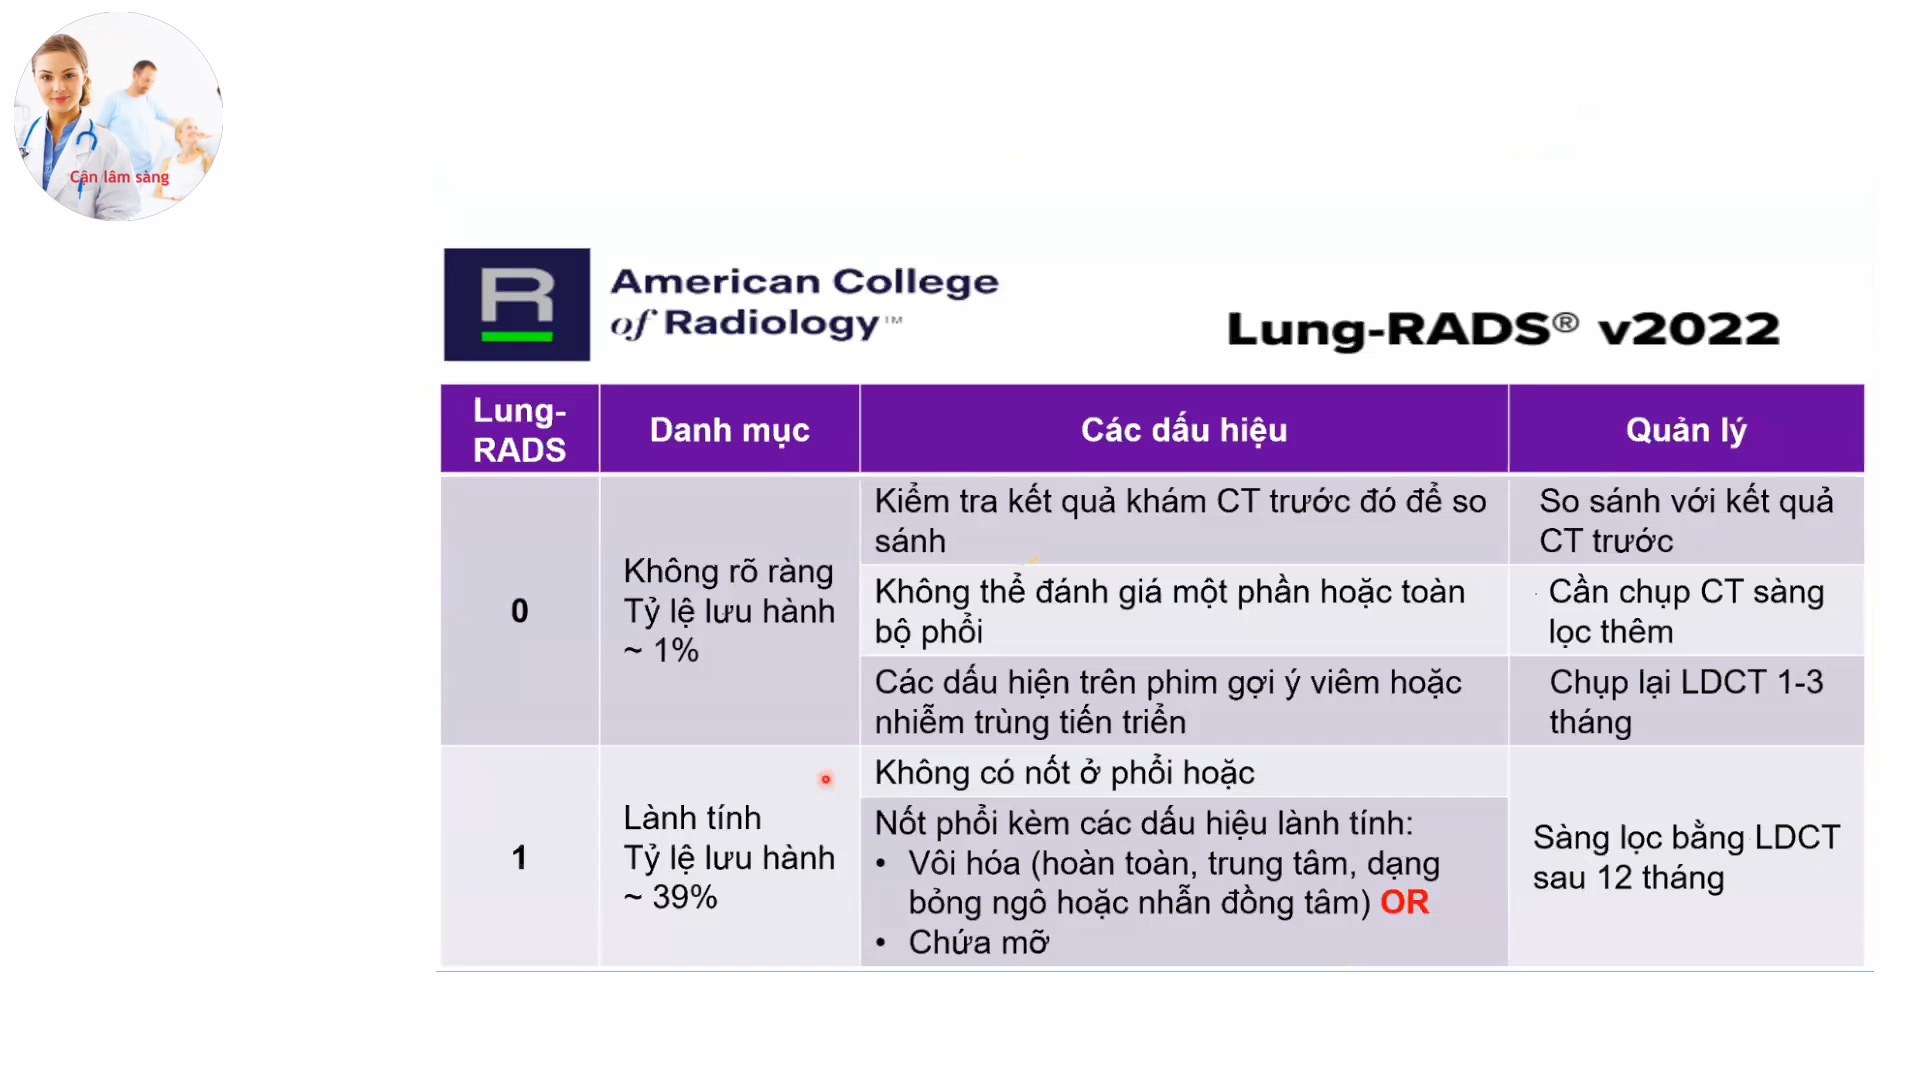 Cận lâm sàng
R
American College
of Radiology™
Lung-RADS® v2022
Lung-
RADS
Danh mục
Các dấu hiệu
Quản lý
0
Không rõ ràng
Tỷ lệ lưu hành
~ 1%
Kiểm tra kết quả khám CT trước đó để so
sánh
So sánh với kết quả
CT trước
Không thể đánh giá một phần hoặc toàn
bộ phổi
Cần chụp CT sàng
lọc thêm
Các dấu hiện trên phim gợi ý viêm hoặc
nhiễm trùng tiến triển
Chụp lại LDCT 1-3
tháng
1
Lành tính
Tỷ lệ lưu hành
~ 39%
Không có nốt ở phổi hoặc
Nốt phổi kèm các dấu hiệu lành tính:
• Vôi hóa (hoàn toàn, trung tâm, dạng
bỏng ngô hoặc nhẫn đồng tâm) OR
• Chứa mỡ
Sàng lọc bằng LDCT
sau 12 tháng